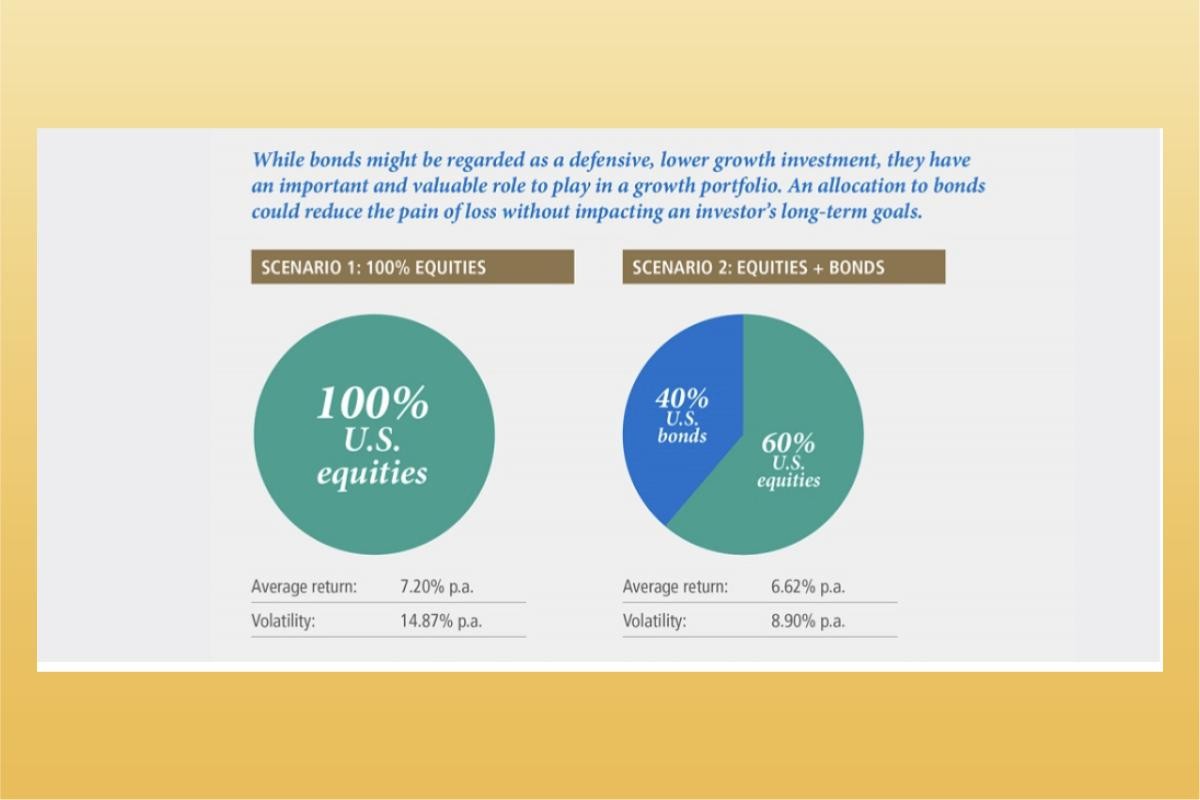 While bonds might be regarded as a defensive, lower growth investment, they have
an important and valuable role to play in a growth portfolio. An allocation to bonds
could reduce the pain of loss without impacting an investor's long-term goals.
SCENARIO 1: 100% EQUITIES
100%
U.S.
equities
Average return: 7.20% p.a.
Volatility: 14.87% p.a.
SCENARIO 2: EQUITIES + BONDS
40%
U.S.
bonds
60%
U.S.
equities
Average return: 6.62% p.a.
Volatility: 8.90% p.a.